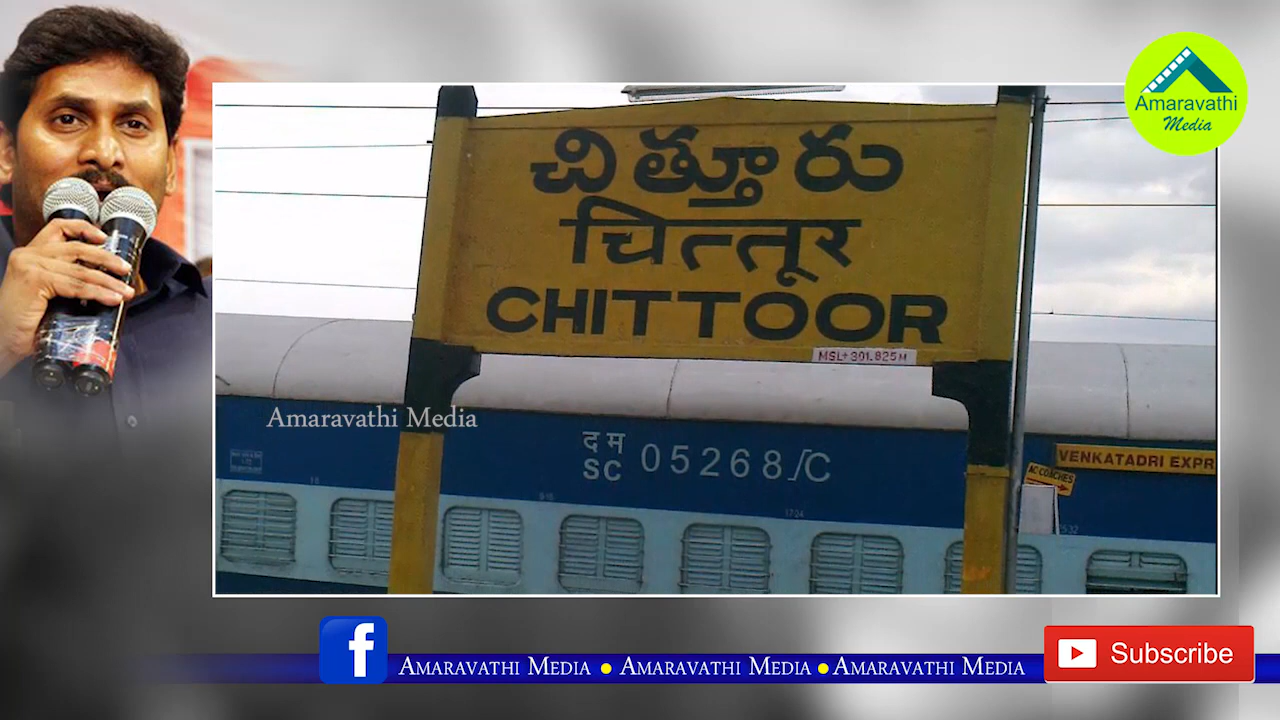 Amaravathi
Media
చిత్తూరు
चित्तूर
CHITTOOR
MSL+301.825M
Amaravathi Media
द म
SC 05268/C
VENKATADRI EXPR
AC COACHES
AMARAVATHI MEDIA • AMARAVATHI MEDIA • AMARAVATHI MEDIA
Subscribe